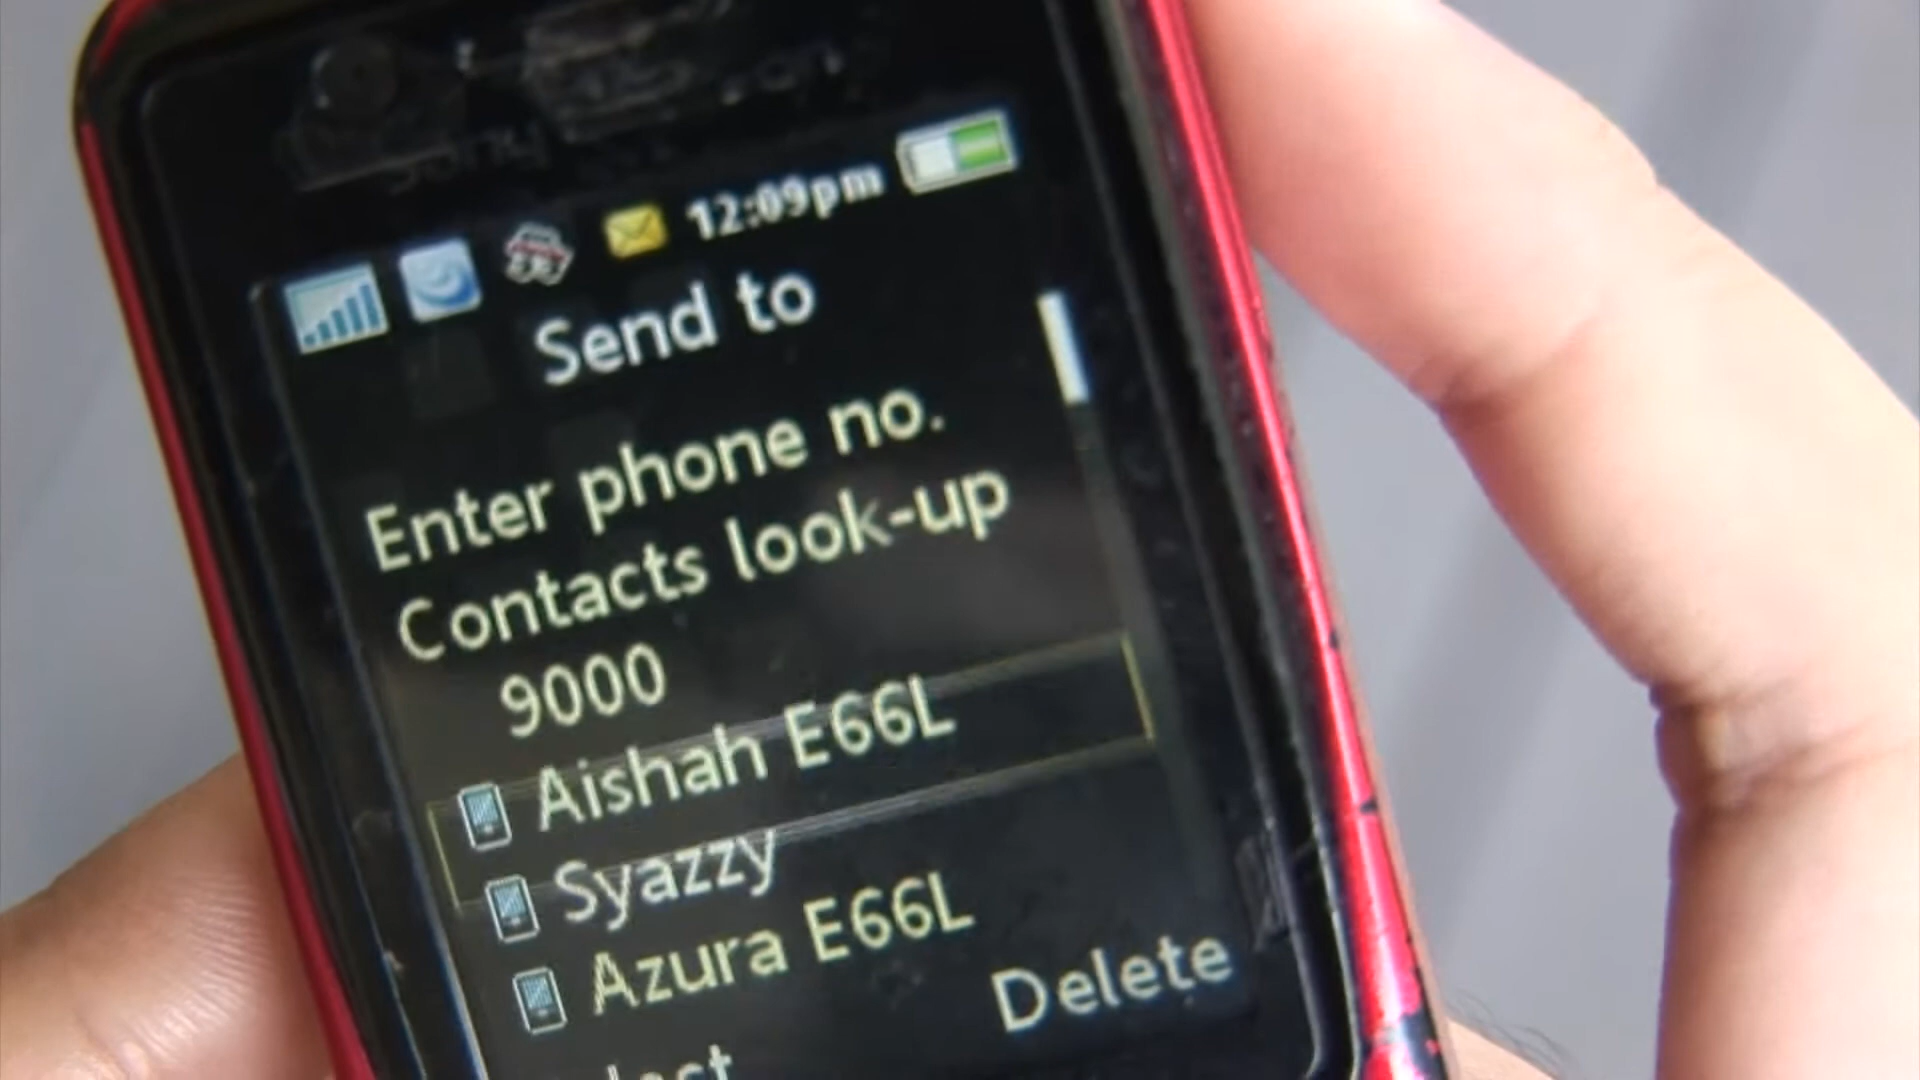 12:09pm
Send to
Enter phone no.
Contacts look-up
9000
Aishah E66L
Syazzy
Azura E66L
Delete